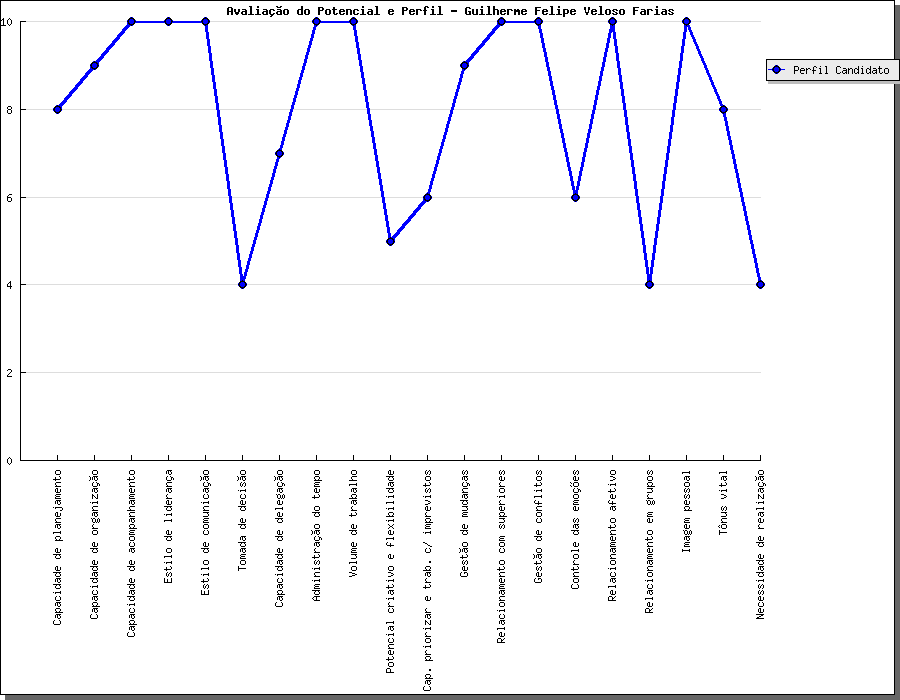 Avaliação do Potencial e Perfil - Guilherme Felipe Veloso Farias
Perfil Candidato
10
8
6
4
2
0
Capacidade de planejamento
Capacidade de organização
Capacidade de acompanhamento
Estilo de liderança
Estilo de comunicação
Tomada de decisão
Capacidade de delegação
Administração do tempo
Volume de trabalho
Potencial criativo e flexibilidade
Cap. priorizar e trab. c/ imprevistos
Gestão de mudanças
Relacionamento com superiores
Gestão de conflitos
Controle das emoções
Relacionamento afetivo
Relacionamento em grupos
Imagem pessoal
Tônus vital
Necessidade de realização